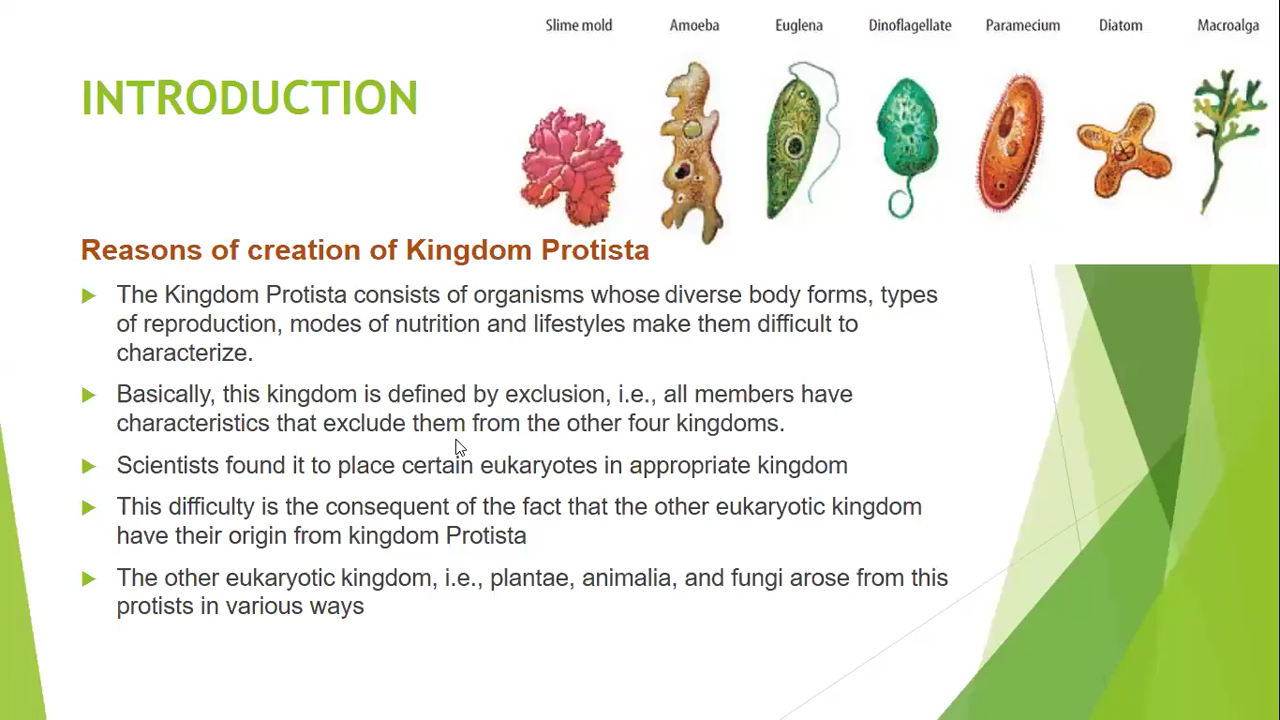 Slime mold Amoeba Euglena Dinoflagellate Paramecium Diatom Macroalga
INTRODUCTION
Reasons of creation of Kingdom Protista
The Kingdom Protista consists of organisms whose diverse body forms, types
of reproduction, modes of nutrition and lifestyles make them difficult to
characterize.
Basically, this kingdom is defined by exclusion, i.e., all members have
characteristics that exclude them from the other four kingdoms.
Scientists found it to place certain eukaryotes in appropriate kingdom
This difficulty is the consequent of the fact that the other eukaryotic kingdom
have their origin from kingdom Protista
The other eukaryotic kingdom, i.e., plantae, animalia, and fungi arose from this
protists in various ways